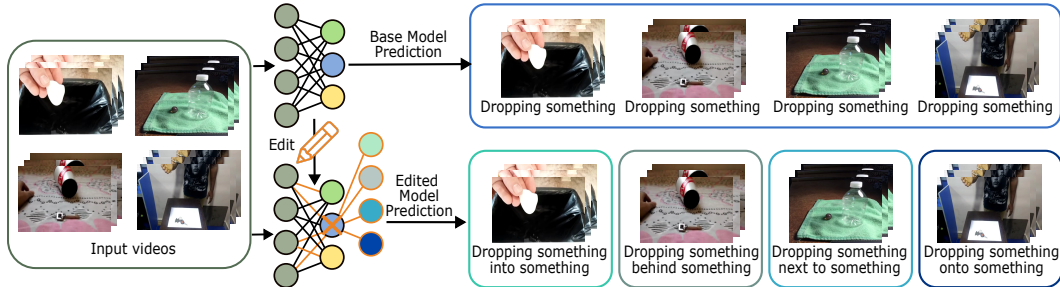 Input videos
Base Model
Prediction
Edit
Edited
Model
Prediction
Dropping something
Dropping something
Dropping something
Dropping something
Dropping something
into something
Dropping something
behind something
Dropping something
next to something
Dropping something
onto something